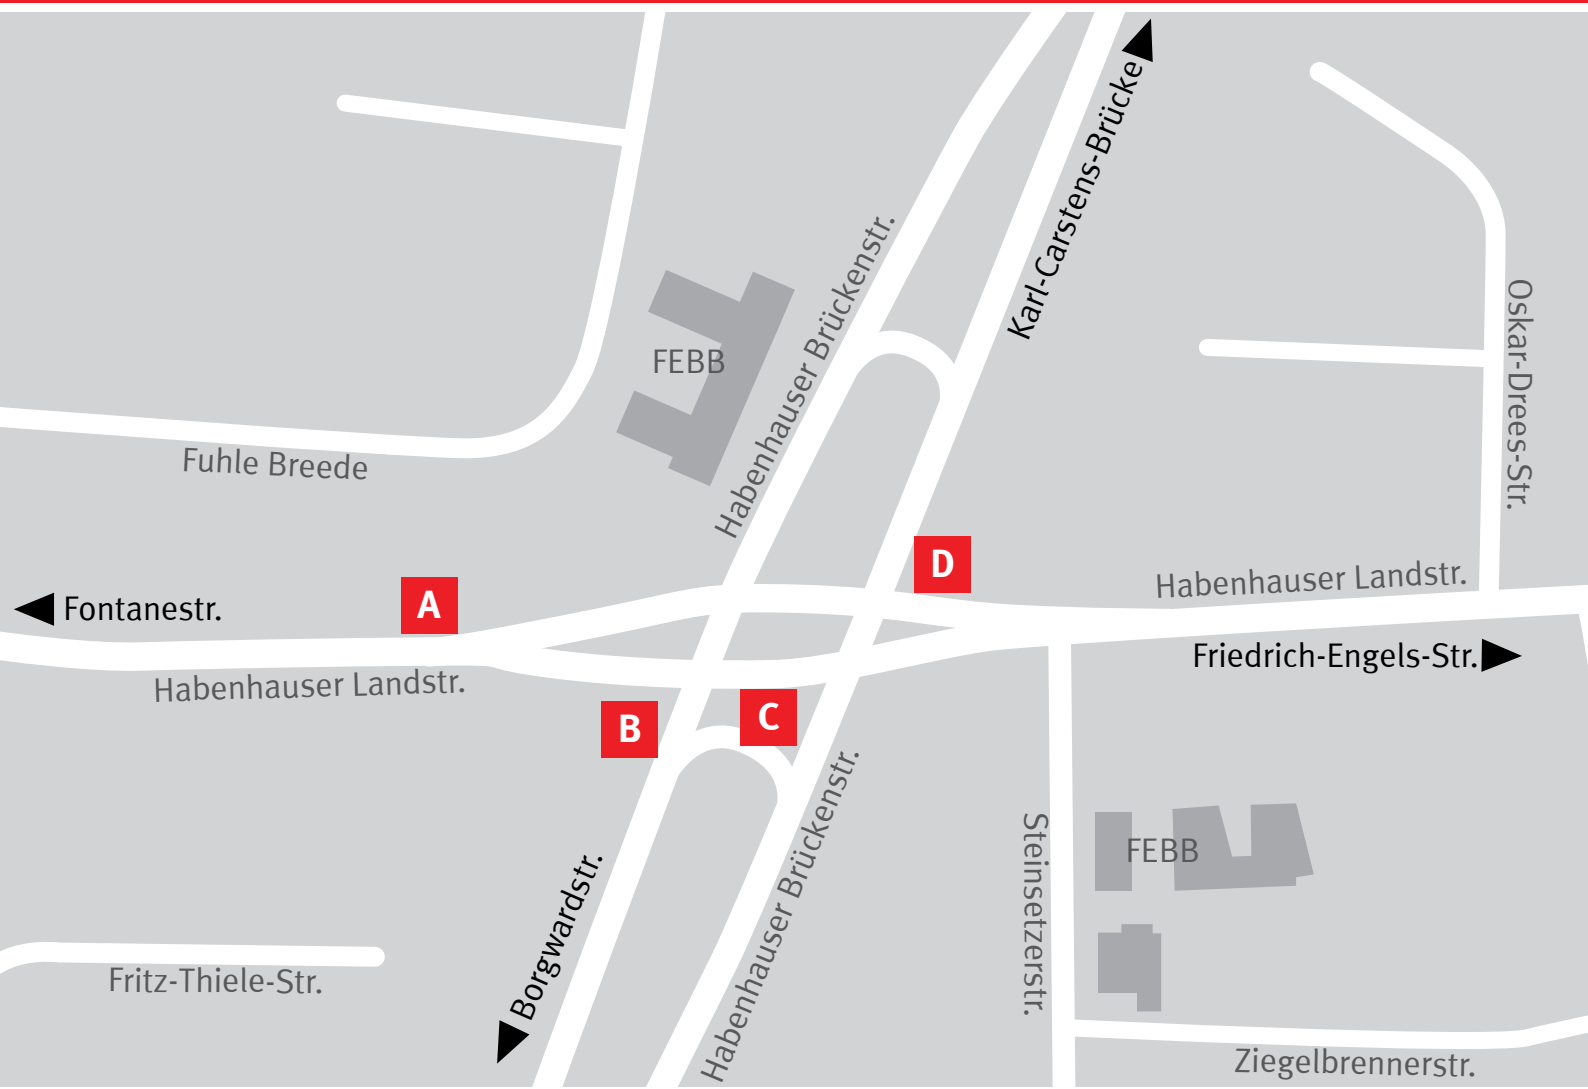 Karl-Carstens-Brücke
Habenhauser Brückenstr.
Oskar-Drees-Str.
FEBB
Fuhle Breede
D
Habenhauser Landstr.
A
Fontanestr.
Friedrich-Engels-Str.
Habenhauser Landstr.
B
C
Habenhauser Brückenstr.
Steinsetzerstr.
FEBB
Borgwardstr.
Fritz-Thiele-Str.
Ziegelbrennerstr.